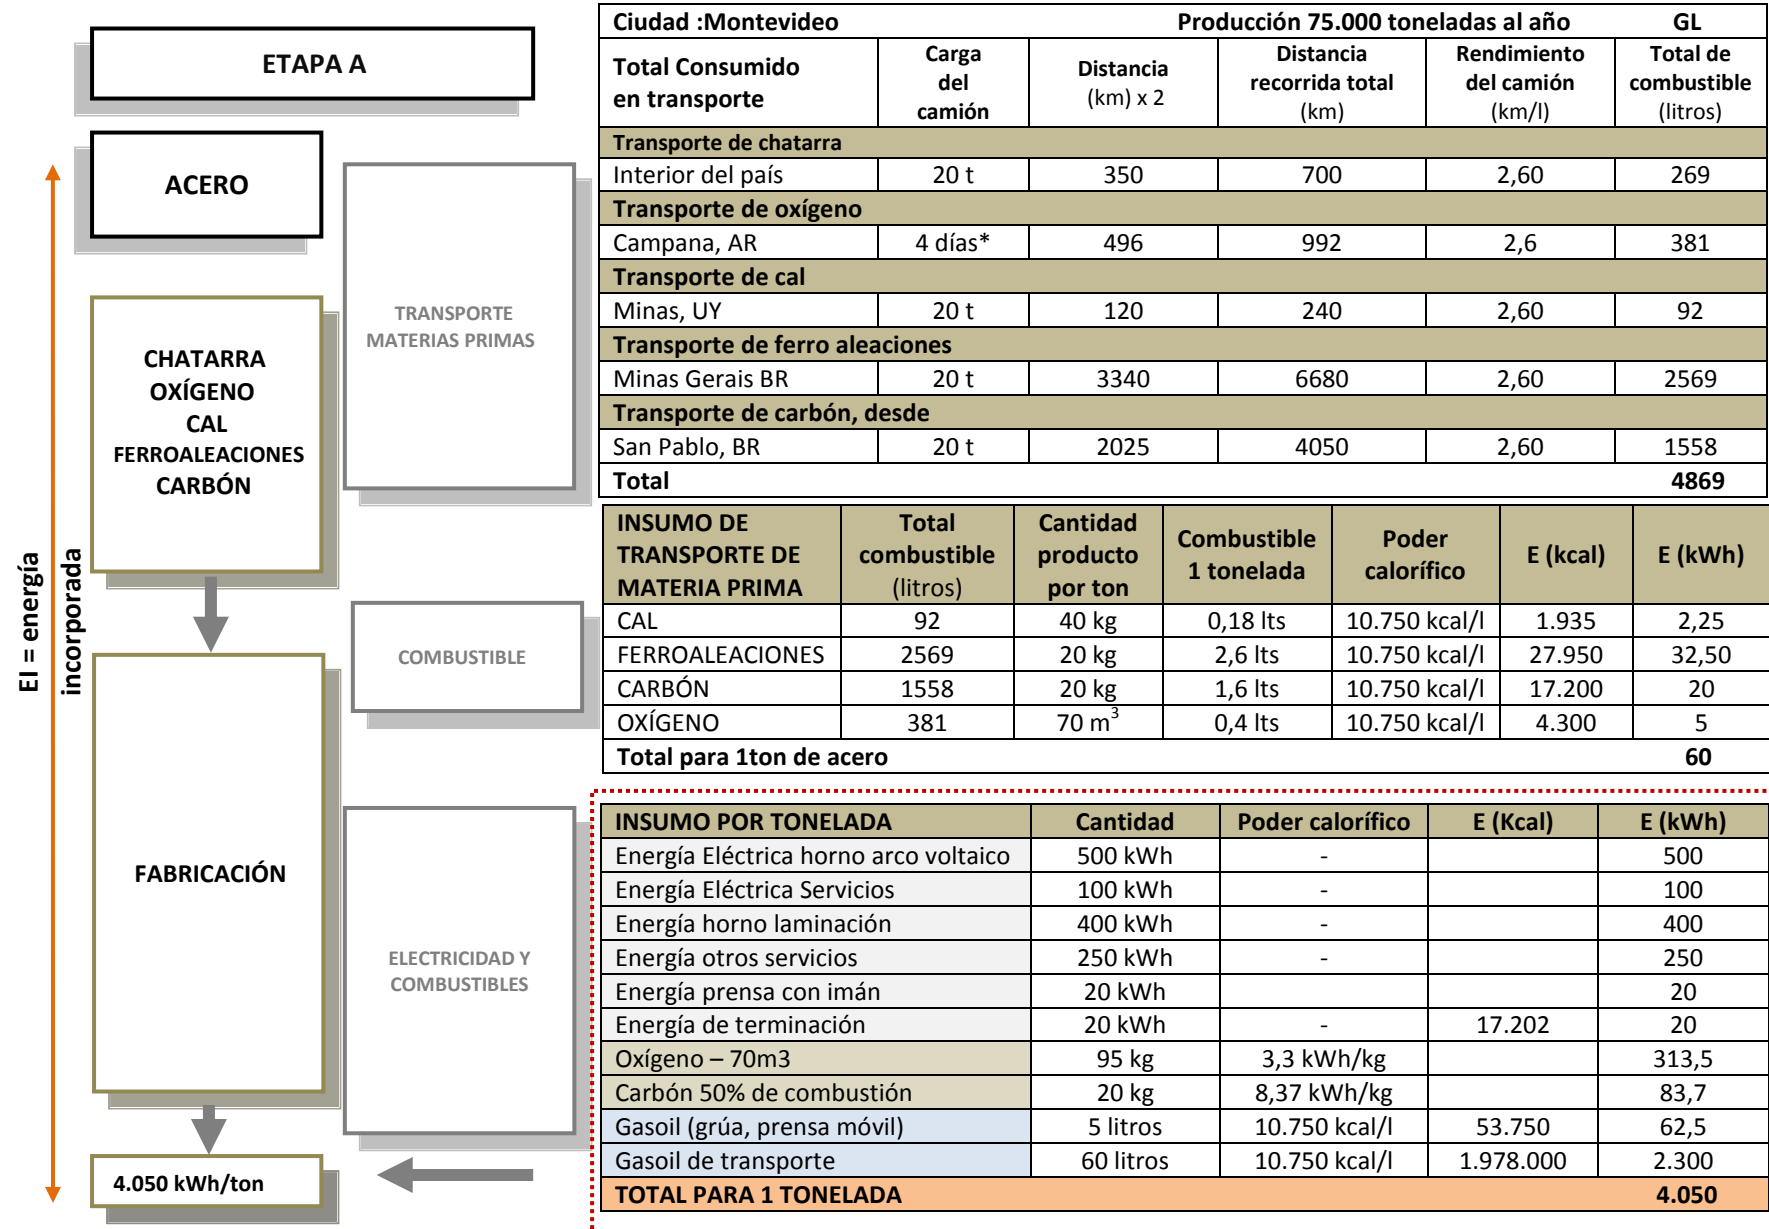 ETAPA A
ACERO
EI = energía
incorporada
CHATARRA
OXÍGENO
CAL
FERROALEACIONES
CARBÓN
TRANSPORTE
MATERIAS PRIMAS
COMBUSTIBLE
FABRICACIÓN
ELECTRICIDAD Y
COMBUSTIBLES
4.050 kWh/ton
Ciudad :Montevideo Producción 75.000 toneladas al año GL
Total Consumido en transporte Carga del camión Distancia (km) x 2 Distancia recorrida total (km) Rendimiento del camión (km/l) Total de combustible (litros)
Transporte de chatarra
Interior del país 20 t 350 700 2,60 269
Transporte de oxígeno
Campana, AR 4 días* 496 992 2,6 381
Transporte de cal
Minas, UY 20 t 120 240 2,60 92
Transporte de ferro aleaciones
Minas Gerais BR 20 t 3340 6680 2,60 2569
Transporte de carbón, desde
San Pablo, BR 20 t 2025 4050 2,60 1558
Total 4869
INSUMO DE TRANSPORTE DE MATERIA PRIMA Total combustible (litros) Cantidad producto por ton Combustible 1 tonelada Poder calorífico E (kcal) E (kWh)
CAL 92 40 kg 0,18 lts 10.750 kcal/l 1.935 2,25
FERROALEACIONES 2569 20 kg 2,6 lts 10.750 kcal/l 27.950 32,50
CARBÓN 1558 20 kg 1,6 lts 10.750 kcal/l 17.200 20
OXÍGENO 381 70 m³ 0,4 lts 10.750 kcal/l 4.300 5
Total para 1ton de acero 60
INSUMO POR TONELADA Cantidad Poder calorífico E (Kcal) E (kWh)
Energía Eléctrica horno arco voltaico 500 kWh - 500
Energía Eléctrica Servicios 100 kWh - 100
Energía horno laminación 400 kWh - 400
Energía otros servicios 250 kWh - 250
Energía prensa con imán 20 kWh 20
Energía de terminación 20 kWh - 17.202 20
Oxígeno – 70m3 95 kg 3,3 kWh/kg 313,5
Carbón 50% de combustión 20 kg 8,37 kWh/kg 83,7
Gasoil (grúa, prensa móvil) 5 litros 10.750 kcal/l 53.750 62,5
Gasoil de transporte 60 litros 10.750 kcal/l 1.978.000 2.300
TOTAL PARA 1 TONELADA 4.050